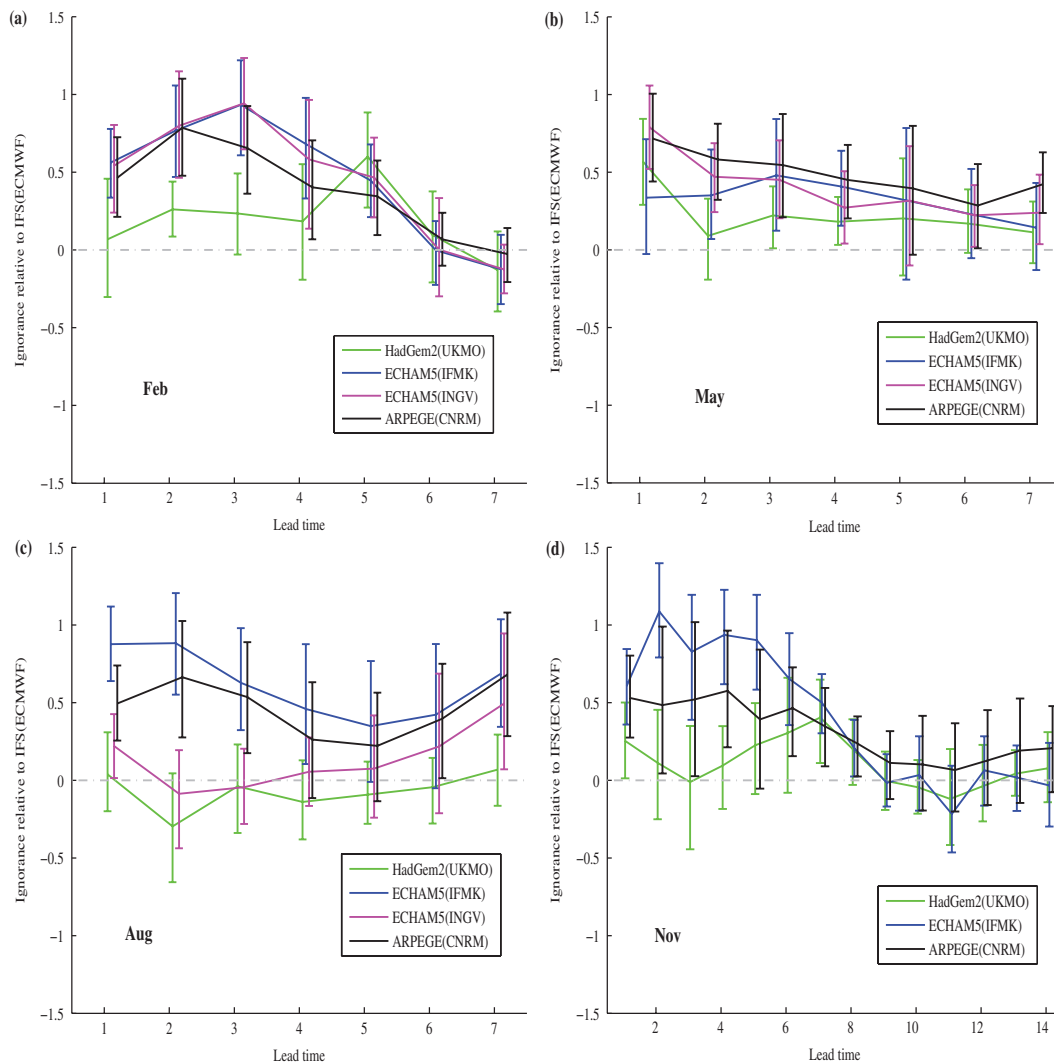 (a)
1.5
1
0.5
0
−0.5
−1
−1.5
Ignorance relative to IFS(ECMWF)
Feb
HadGem2(UKMO)
ECHAM5(IFMK)
ECHAM5(INGV)
ARPEGE(CNRM)
1 2 3 4 5 6 7
Lead time
(b)
1.5
1
0.5
0
−0.5
−1
−1.5
Ignorance relative to IFS(ECMWF)
May
HadGem2(UKMO)
ECHAM5(IFMK)
ECHAM5(INGV)
ARPEGE(CNRM)
1 2 3 4 5 6 7
Lead time
(c)
1.5
1
0.5
0
−0.5
−1
−1.5
Ignorance relative to IFS(ECMWF)
Aug
HadGem2(UKMO)
ECHAM5(IFMK)
ECHAM5(INGV)
ARPEGE(CNRM)
1 2 3 4 5 6 7
Lead time
(d)
1.5
1
0.5
0
−0.5
−1
−1.5
Ignorance relative to IFS(ECMWF)
Nov
HadGem2(UKMO)
ECHAM5(IFMK)
ARPEGE(CNRM)
2 4 6 8 10 12 14
Lead time